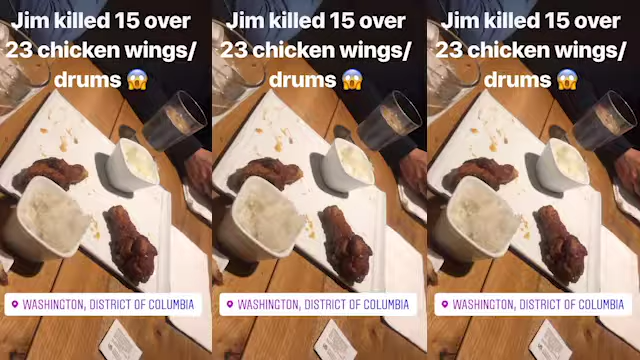 Jim killed 15 over
23 chicken wings/
drums 😱
WASHINGTON, DISTRICT OF COLUMBIA
Jim killed 15 over
23 chicken wings/
drums 😱
WASHINGTON, DISTRICT OF COLUMBIA
Jim killed 15 over
23 chicken wings/
drums 😱
WASHINGTON, DISTRICT OF COLUMBIA